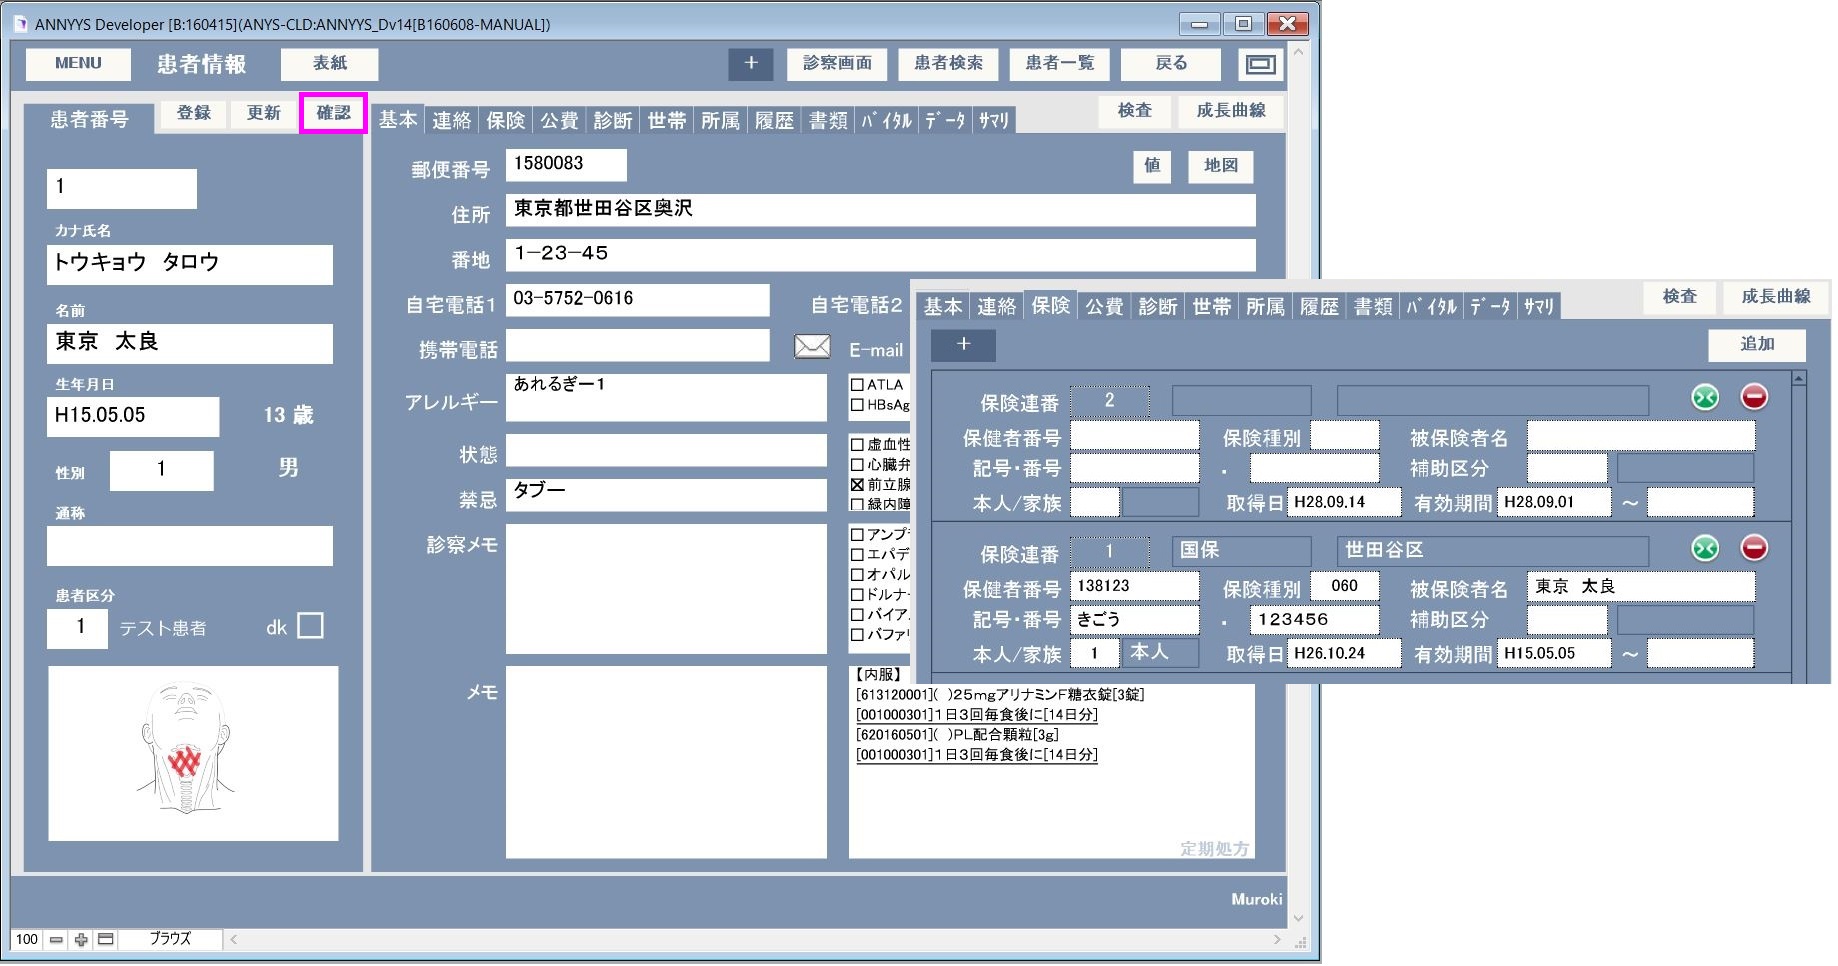 ANNYYS Developer [B:160415](ANYS-CLD:ANNYYS_Dv14[B160608-MANUAL])
MENU 患者情報 表紙 + 診察画面 患者検索 患者一覧 戻る
患者番号 登録 更新 確認
1
カナ氏名
トウキョウ タロウ
名前
東京 太良
生年月日
H15.05.05 13 歳
性別 1 男
通称
患者区分
1 テスト患者 dk
基本 連絡 保険 公費 診断 世帯 所属 履歴 書類 バイタル データ サマリ 検査 成長曲線
郵便番号 1580083 値 地図
住所 東京都世田谷区奥沢
番地 1-23-45
自宅電話1 03-5752-0616 自宅電話2
携帯電話 E-mail
アレルギー あれるぎー1 ATLA
HBsAg
状態 虚血性
心臓弁
前立腺
緑内障
禁忌 タブー
診察メモ アンプ
エパデ
オパル
ドルナ
バイア
バファ
メモ 【内服】
[613120001]( )25mgアリナミンF糖衣錠[3錠]
[001000301]1日3回毎食後に[14日分]
[620160501]( )PL配合顆粒[3g]
[001000301]1日3回毎食後に[14日分]
定期処方
基本 連絡 保険 公費 診断 世帯 所属 履歴 書類 バイタル データ サマリ 検査 成長曲線
+ 追加
保険連番 2
保健者番号 保険種別 被保険者名
記号・番号 . 補助区分
本人/家族 取得日 H28.09.14 有効期間 H28.09.01 ～
保険連番 1 国保 世田谷区
保健者番号 138123 保険種別 060 被保険者名 東京 太良
記号・番号 きごう . 123456 補助区分
本人/家族 1 本人 取得日 H26.10.24 有効期間 H15.05.05 ～
Muroki
100 ブラウズ